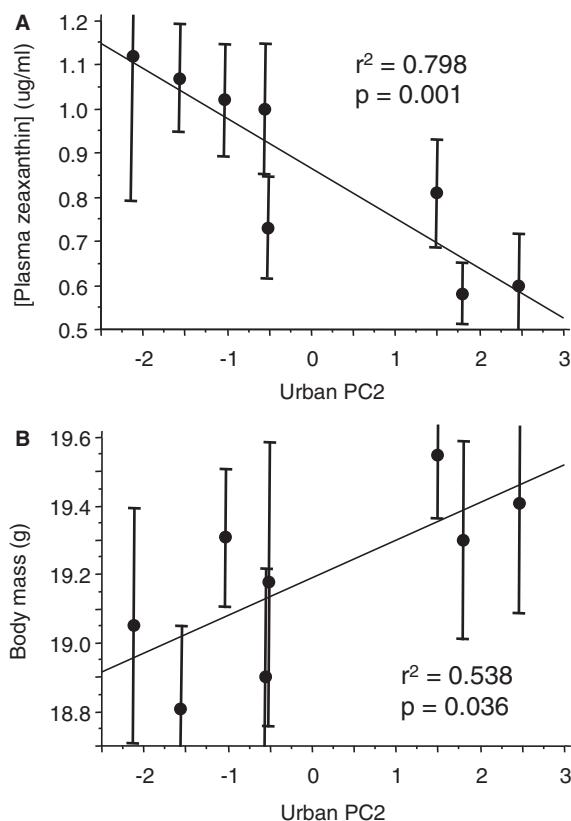 A
[Plasma zeaxanthin] (ug/ml)
1.2
1.1
1.0
0.9
0.8
0.7
0.6
0.5
r² = 0.798
p = 0.001
-2 -1 0 1 2 3
Urban PC2
B
Body mass (g)
19.6
19.4
19.2
19.0
18.8
r² = 0.538
p = 0.036
-2 -1 0 1 2 3
Urban PC2